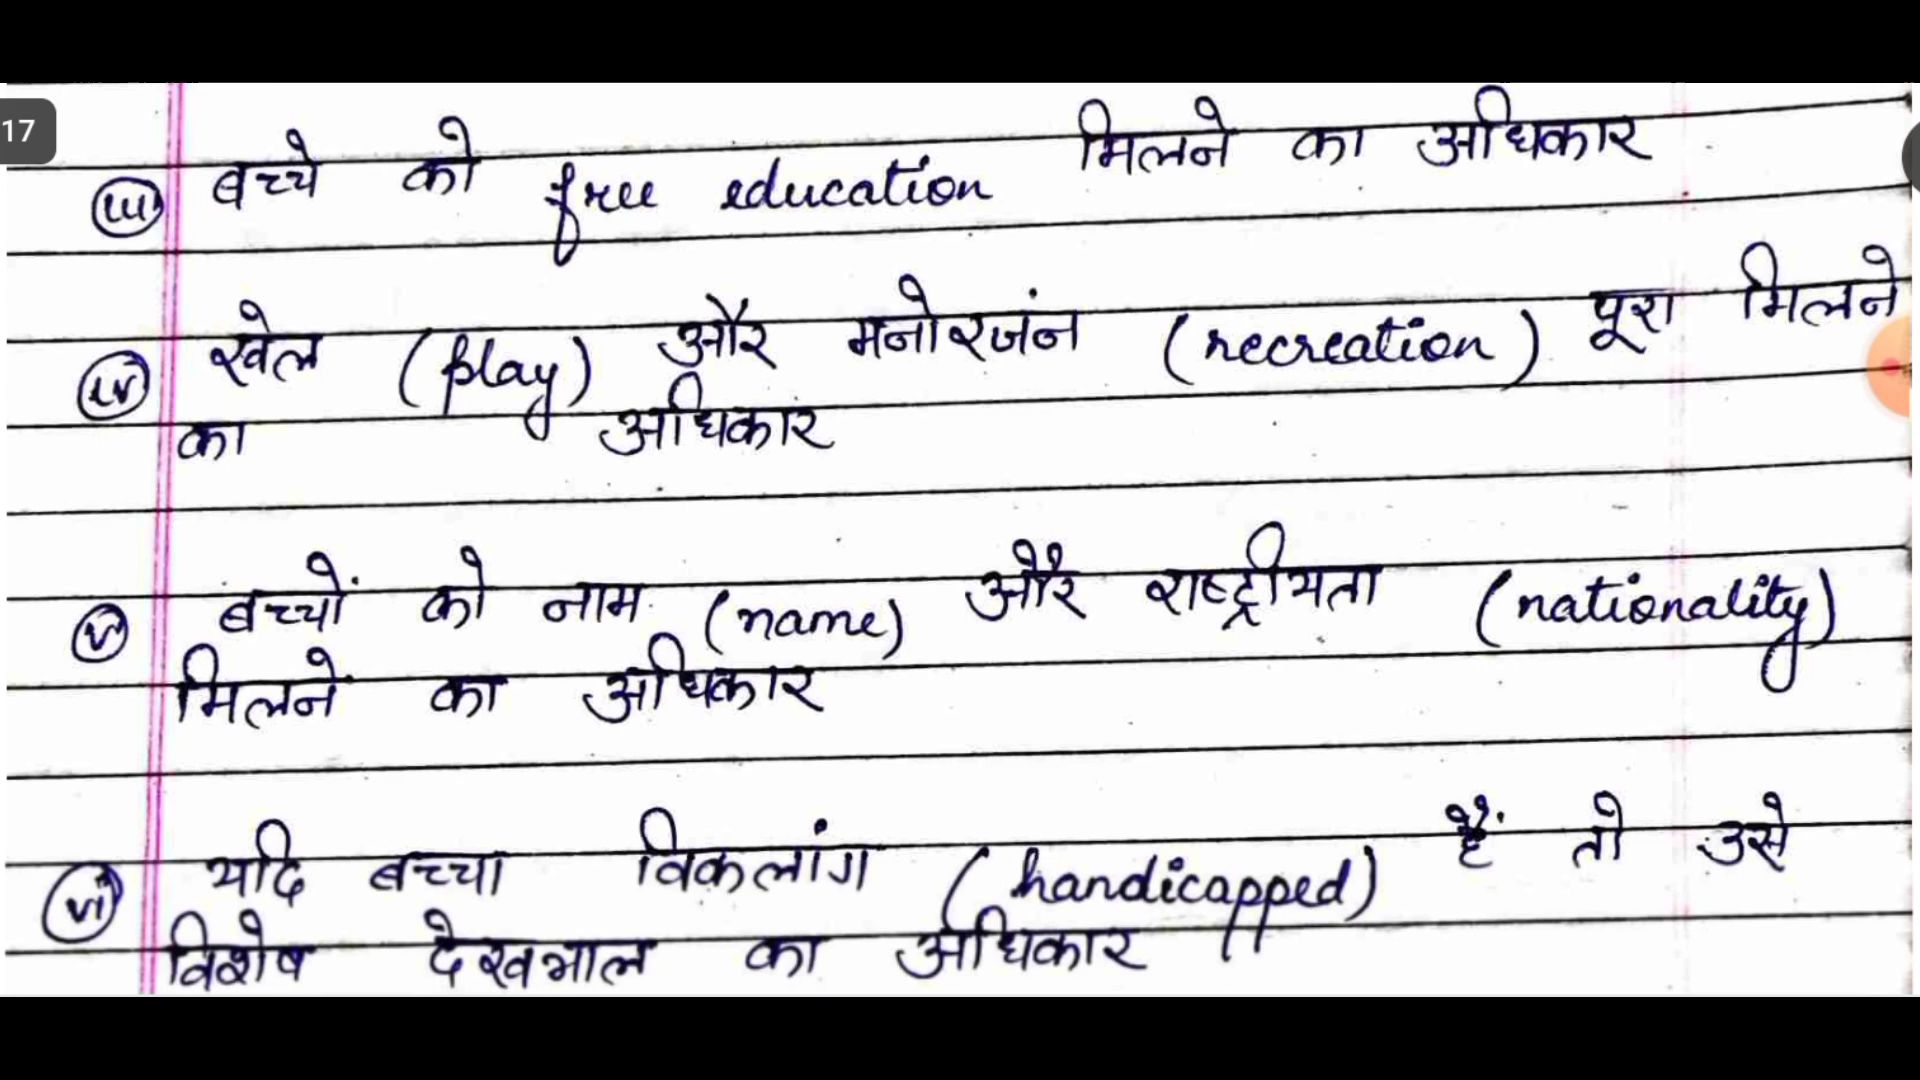 17
(iii) बच्चे को free education मिलने का अधिकार
(iv) खेल (play) और मनोरजंन (recreation) पूरा मिलने
का अधिकार
(v) बच्चों को नाम (name) और राष्ट्रीयता (nationality)
मिलने का अधिकार
(vi) यदि बच्चा विकलांग (handicapped) हैं तो उसे
विशेष देखभाल का अधिकार